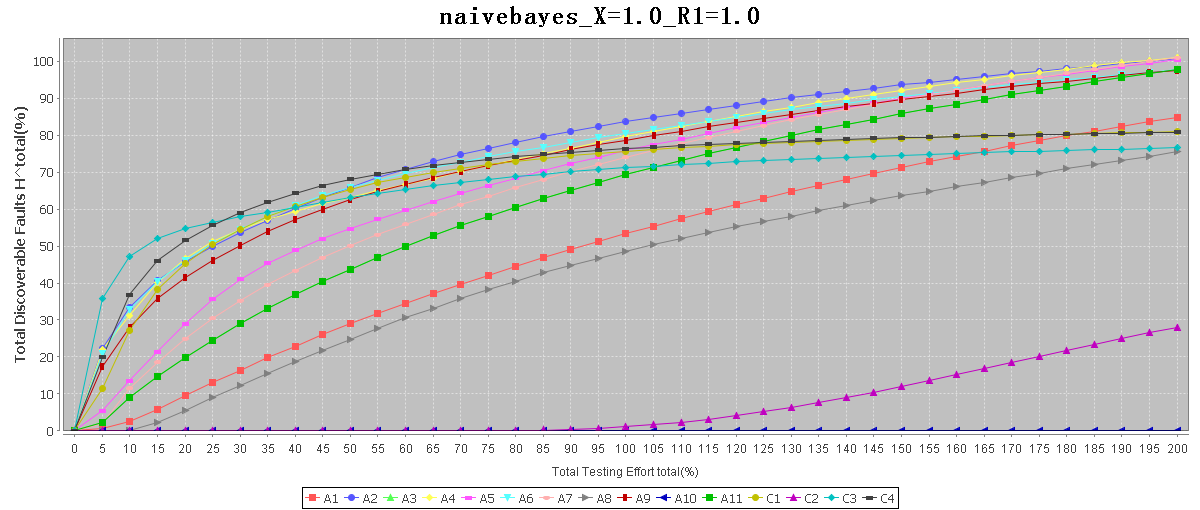 naivebayes_X=1.0_R1=1.0
Total Discoverable Faults H^total(%)
100
90
80
70
60
50
40
30
20
10
0
0 5 10 15 20 25 30 35 40 45 50 55 60 65 70 75 80 85 90 95 100 105 110 115 120 125 130 135 140 145 150 155 160 165 170 175 180 185 190 195 200
Total Testing Effort total(%)
A1 A2 A3 A4 A5 A6 A7 A8 A9 A10 A11 C1 C2 C3 C4